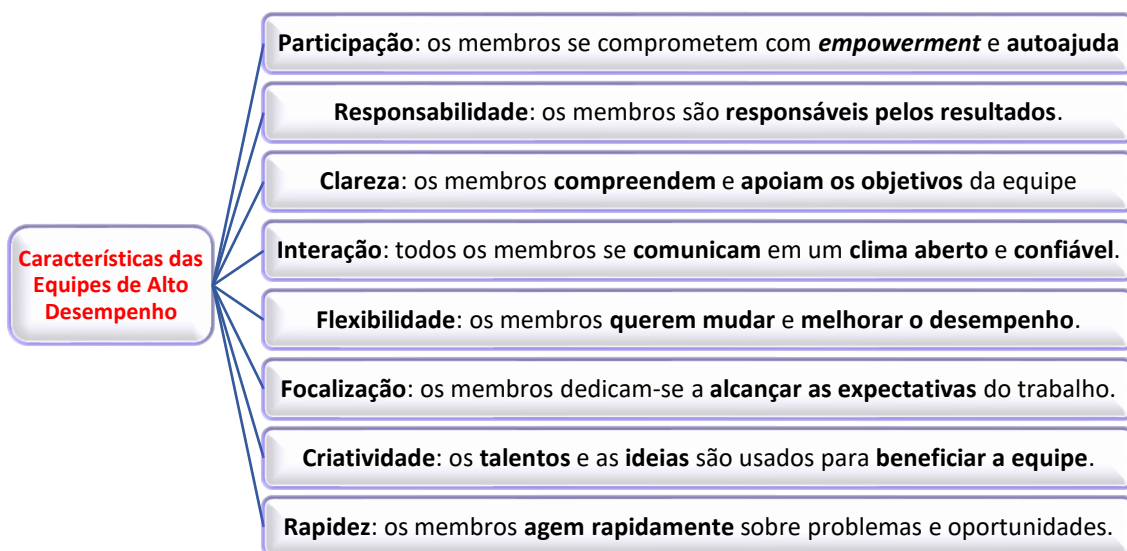 Características das
Equipes de Alto
Desempenho
Participação: os membros se comprometem com empowerment e autoajuda
Responsabilidade: os membros são responsáveis pelos resultados.
Clareza: os membros compreendem e apoiam os objetivos da equipe
Interação: todos os membros se comunicam em um clima aberto e confiável.
Flexibilidade: os membros querem mudar e melhorar o desempenho.
Focalização: os membros dedicam-se a alcançar as expectativas do trabalho.
Criatividade: os talentos e as ideias são usados para beneficiar a equipe.
Rapidez: os membros agem rapidamente sobre problemas e oportunidades.